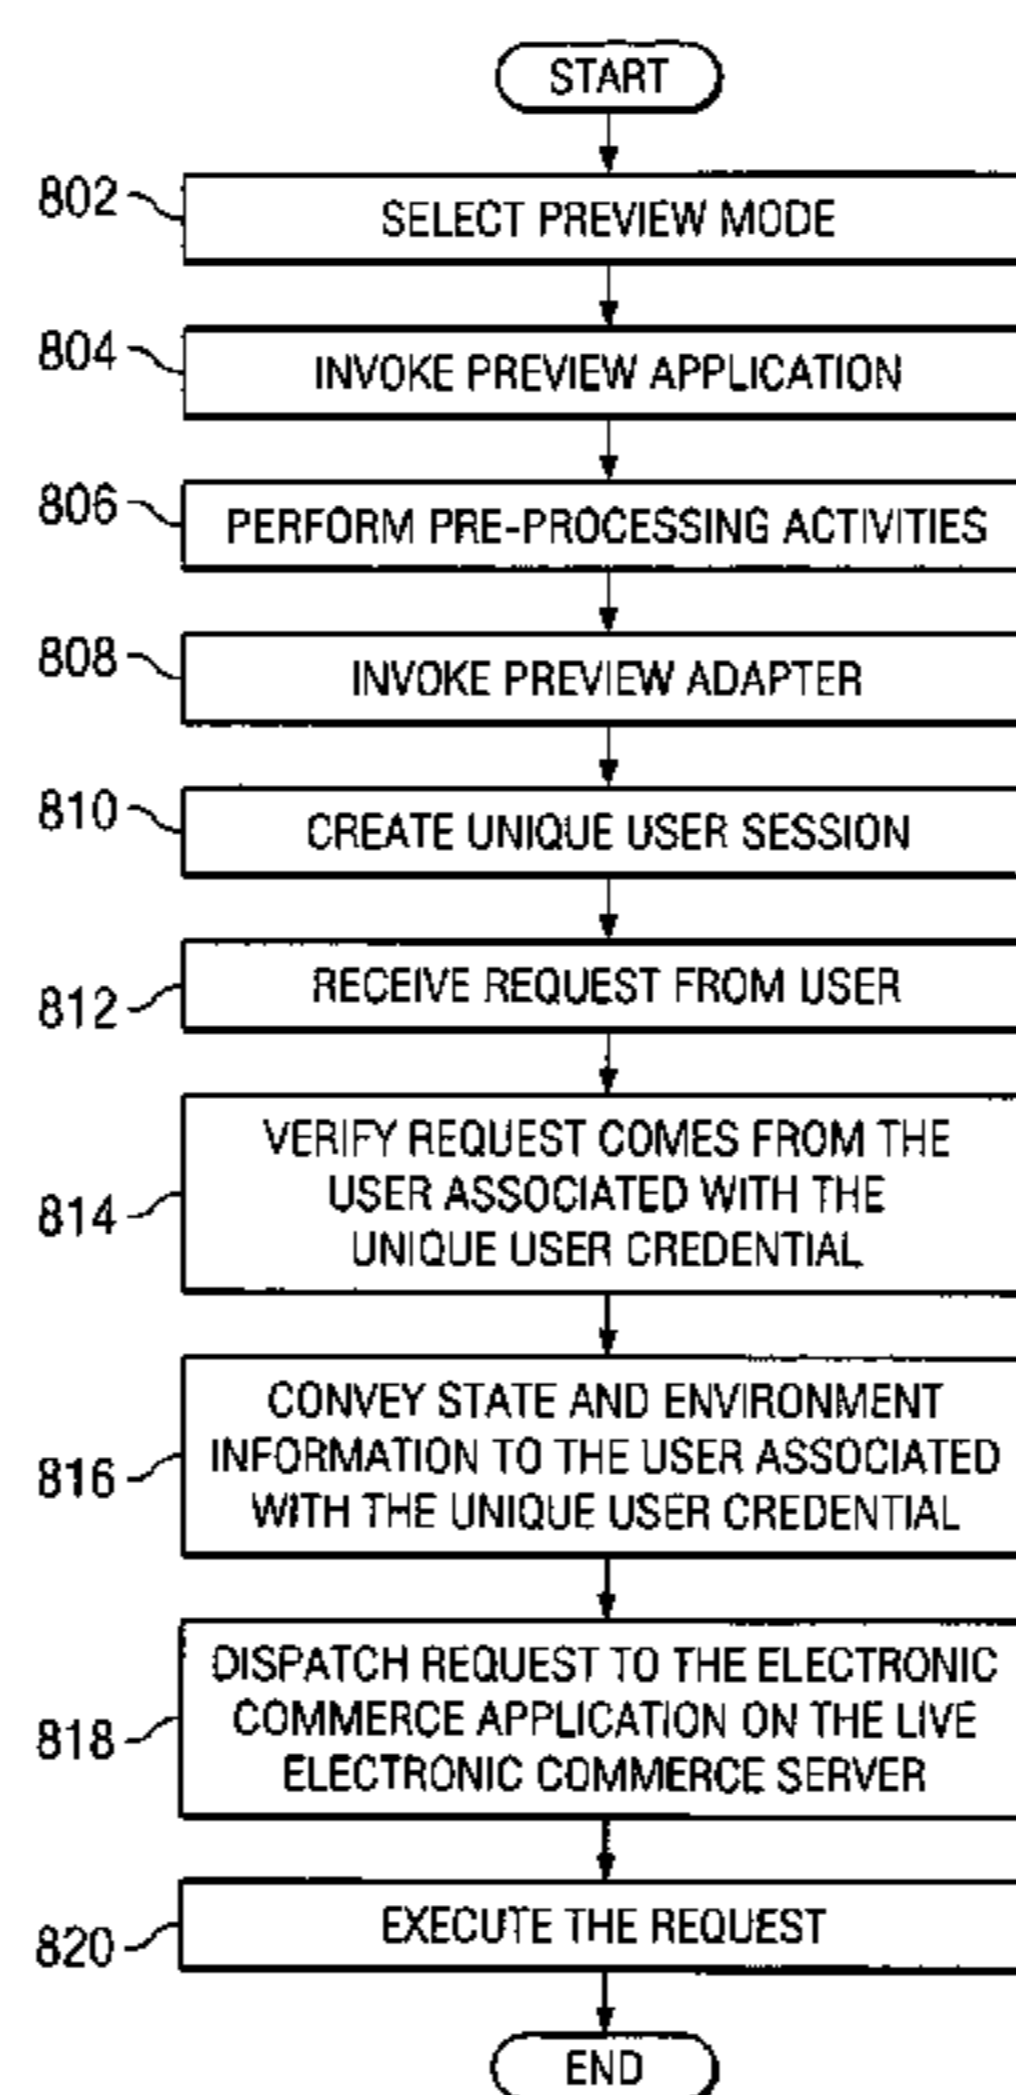 START
802
SELECT PREVIEW MODE
804
INVOKE PREVIEW APPLICATION
806
PERFORM PRE-PROCESSING ACTIVITIES
808
INVOKE PREVIEW ADAPTER
810
CREATE UNIQUE USER SESSION
812
RECEIVE REQUEST FROM USER
814
VERIFY REQUEST COMES FROM THE
USER ASSOCIATED WITH THE
UNIQUE USER CREDENTIAL
816
CONVEY STATE AND ENVIRONMENT
INFORMATION TO THE USER ASSOCIATED
WITH THE UNIQUE USER CREDENTIAL
818
DISPATCH REQUEST TO THE ELECTRONIC
COMMERCE APPLICATION ON THE LIVE
ELECTRONIC COMMERCE SERVER
820
EXECUTE THE REQUEST
END